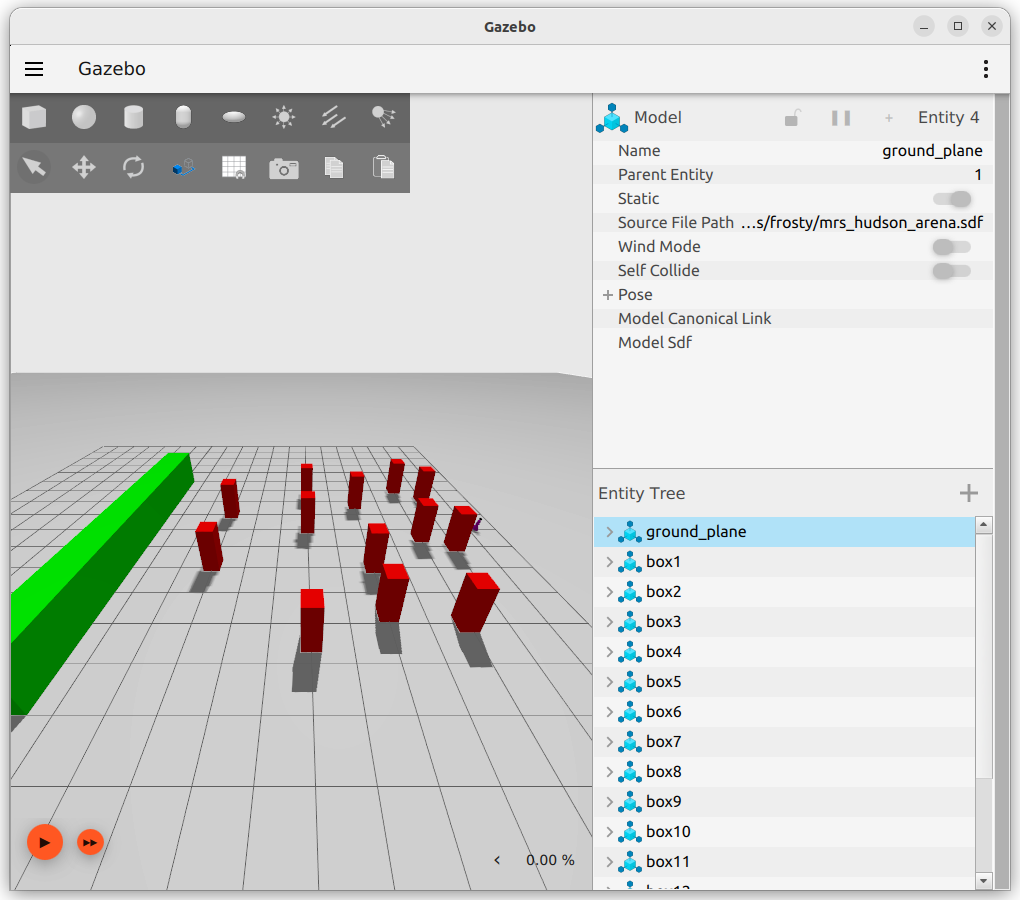 Gazebo
Gazebo
Model Entity 4
Name ground_plane
Parent Entity 1
Static
Source File Path ...s/frosty/mrs_hudson_arena.sdf
Wind Mode
Self Collide
Pose
Model Canonical Link
Model Sdf
Entity Tree
ground_plane
box1
box2
box3
box4
box5
box6
box7
box8
box9
box10
box11
0.00 %